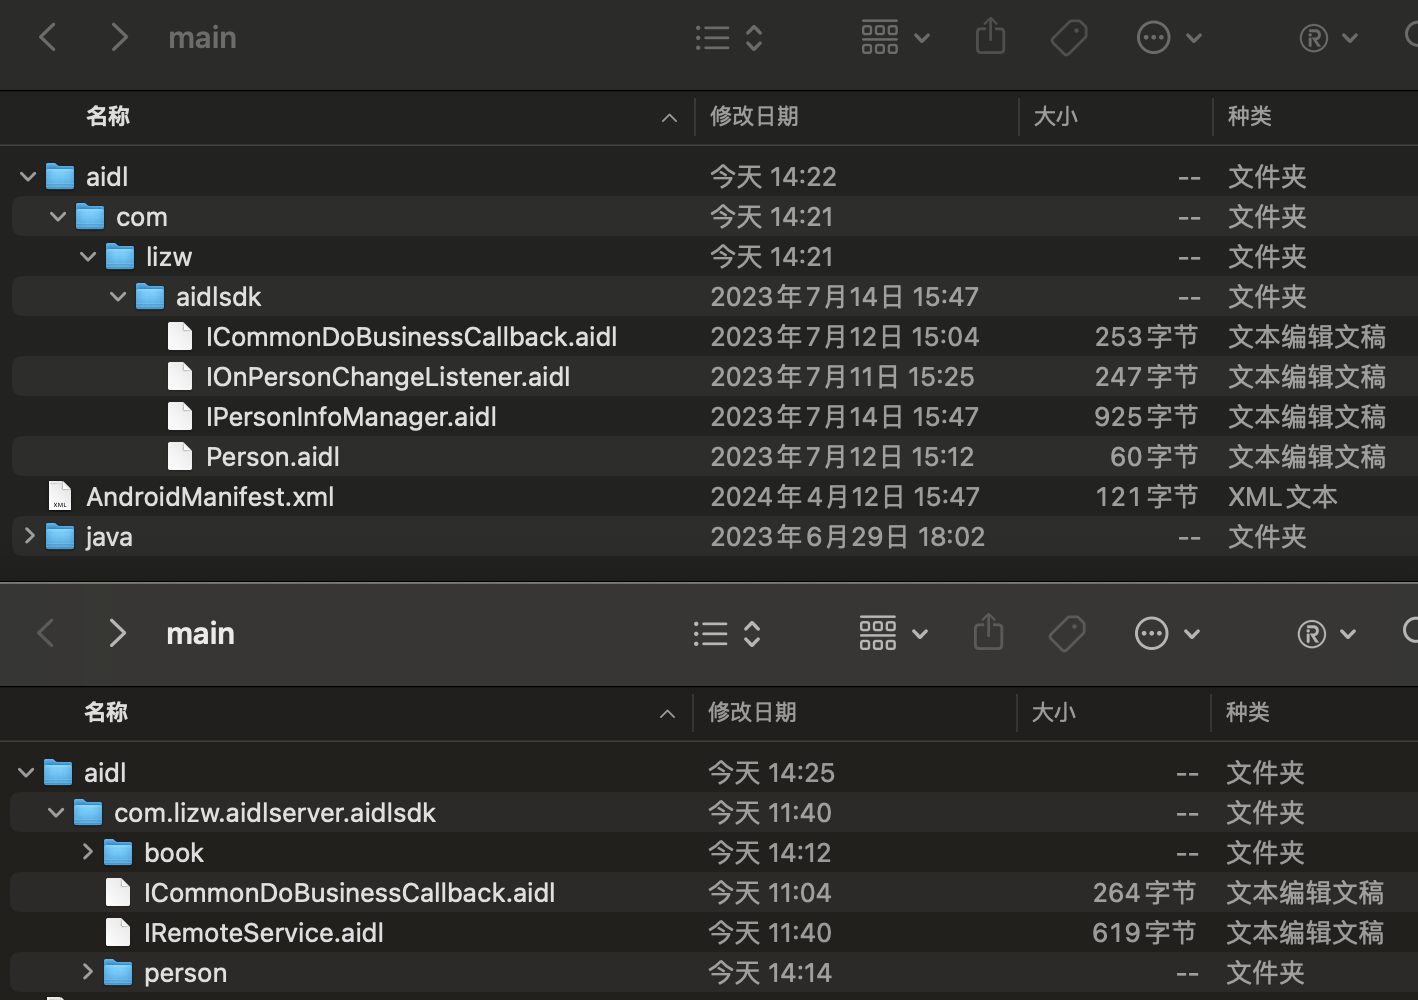 main
名称 修改日期 大小 种类
aidl 今天 14:22 -- 文件夹
com 今天 14:21 -- 文件夹
lizw 今天 14:21 -- 文件夹
aidlsdk 2023年7月14日 15:47 -- 文件夹
ICommonDoBusinessCallback.aidl 2023年7月12日 15:04 253字节 文本编辑文稿
IOnPersonChangeListener.aidl 2023年7月11日 15:25 247字节 文本编辑文稿
IPersonInfoManager.aidl 2023年7月14日 15:47 925字节 文本编辑文稿
Person.aidl 2023年7月12日 15:12 60字节 文本编辑文稿
AndroidManifest.xml 2024年4月12日 15:47 121字节 XML文本
java 2023年6月29日 18:02 -- 文件夹
main
名称 修改日期 大小 种类
aidl 今天 14:25 -- 文件夹
com.lizw.aidlserver.aidlsdk 今天 11:40 -- 文件夹
book 今天 14:12 -- 文件夹
ICommonDoBusinessCallback.aidl 今天 11:04 264字节 文本编辑文稿
IRemoteService.aidl 今天 11:40 619字节 文本编辑文稿
person 今天 14:14 -- 文件夹